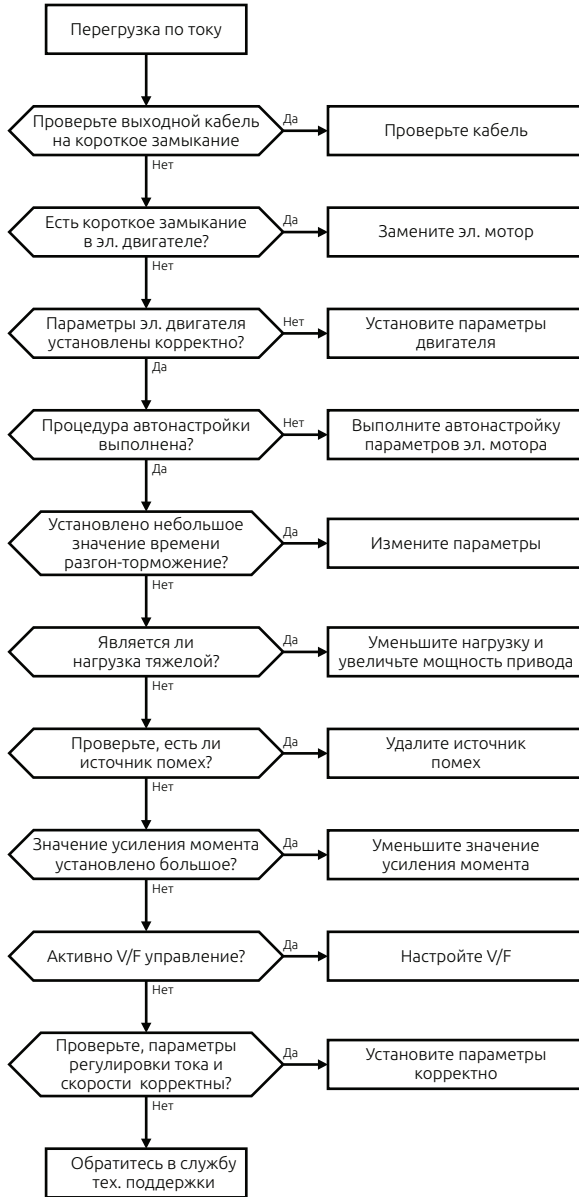 Перегрузка по току
Проверьте выходной кабель
на короткое замыкание
Да
Проверьте кабель
Нет
Есть короткое замыкание
в эл. двигателе?
Да
Замените эл. мотор
Нет
Параметры эл. двигателя
установлены корректно?
Нет
Установите параметры
двигателя
Да
Процедура автонастройки
выполнена?
Нет
Выполните автонастройку
параметров эл. мотора
Да
Установлено небольшое
значение времени
разгон-торможение?
Да
Измените параметры
Нет
Является ли
нагрузка тяжелой?
Да
Уменьшите нагрузку и
увеличьте мощность привода
Нет
Проверьте, есть ли
источник помех?
Да
Удалите источник
помех
Нет
Значение усиления момента
установлено большое?
Да
Уменьшите значение
усиления момента
Нет
Активно V/F управление?
Да
Настройте V/F
Нет
Проверьте, параметры
регулировки тока и
скорости корректны?
Да
Установите параметры
корректно
Нет
Обратитесь в службу
тех. поддержки